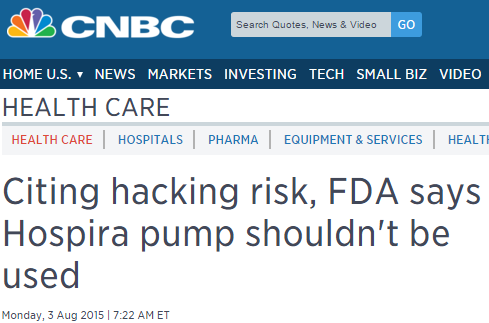 CNBC
Search Quotes, News & Video GO
HOME U.S. ▼ NEWS MARKETS INVESTING TECH SMALL BIZ VIDEO
HEALTH CARE
HEALTH CARE | HOSPITALS | PHARMA | EQUIPMENT & SERVICES | HEALT
Citing hacking risk, FDA says
Hospira pump shouldn't be
used
Monday, 3 Aug 2015 | 7:22 AM ET